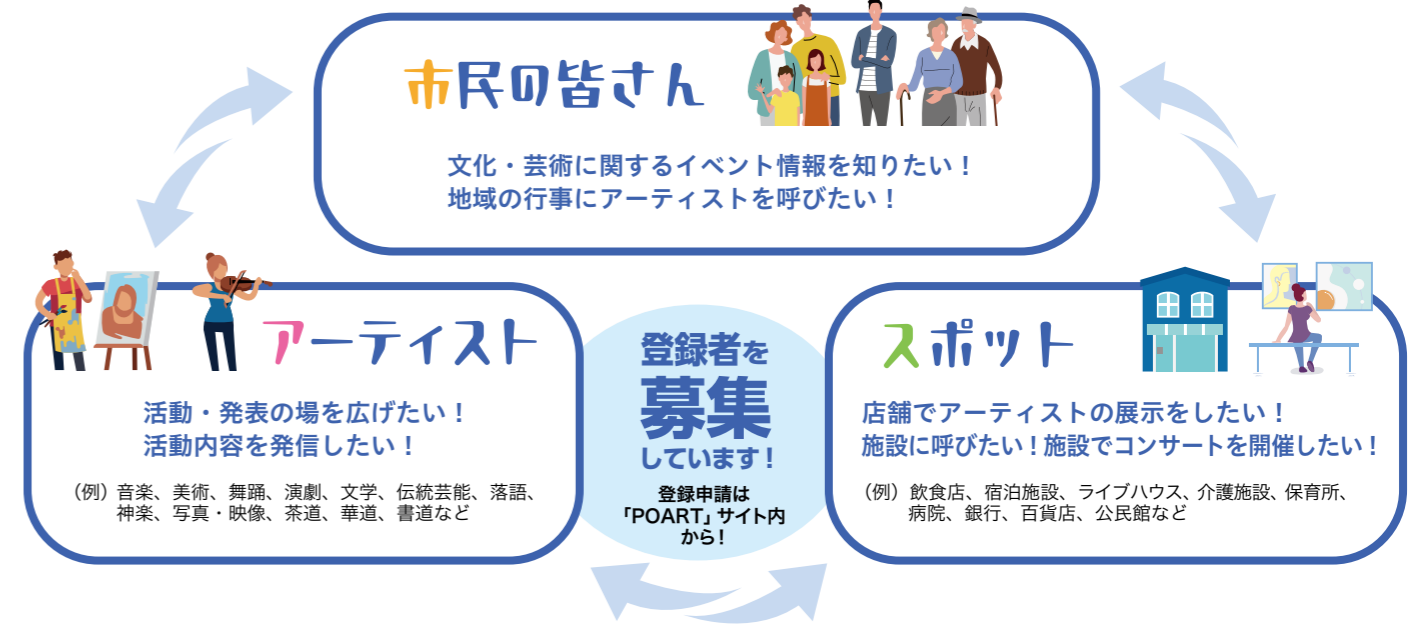 市民の皆さん
文化・芸術に関するイベント情報を知りたい！
地域の行事にアーティストを呼びたい！
アーティスト
活動・発表の場を広げたい！
活動内容を発信したい！
（例）音楽、美術、舞踊、演劇、文学、伝統芸能、落語、
神楽、写真・映像、茶道、華道、書道など
登録者を
募集
しています！
登録申請は
「POART」サイト内
から！
スポット
店舗でアーティストの展示をしたい！
施設に呼びたい！施設でコンサートを開催したい！
（例）飲食店、宿泊施設、ライブハウス、介護施設、保育所、
病院、銀行、百貨店、公民館など